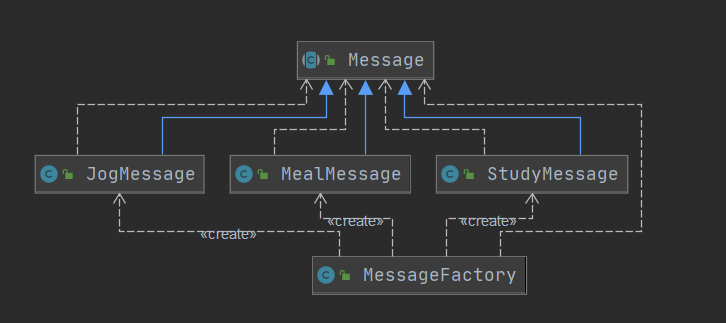 C Message
C JogMessage
C MealMessage
C StudyMessage
«create»
«create»
«create»
C MessageFactory